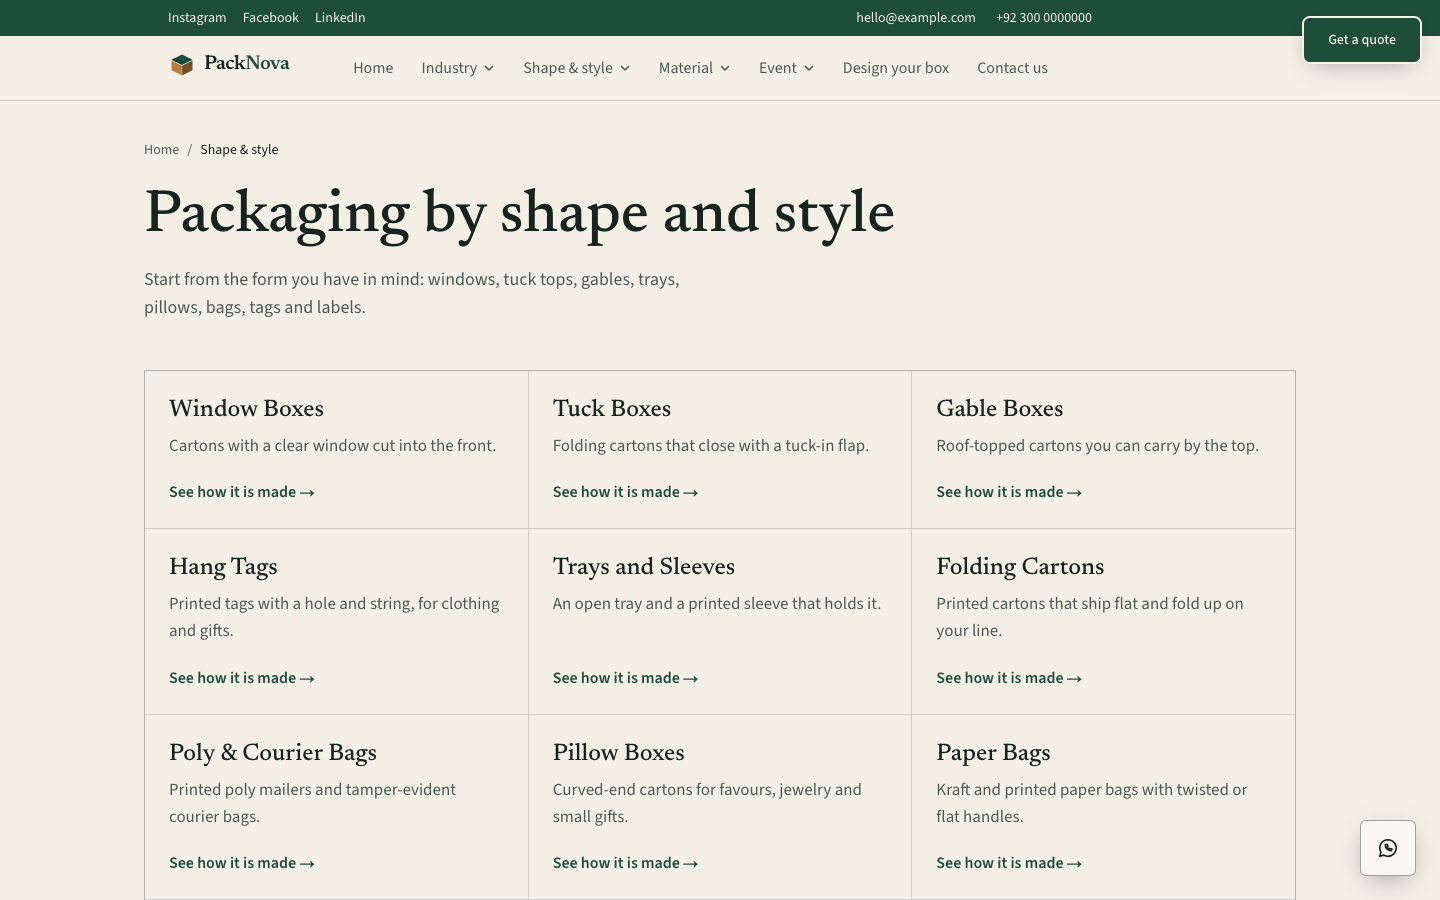 Instagram Facebook LinkedIn hello@example.com +92 300 0000000
Get a quote
PackNova Home Industry Shape & style Material Event Design your box Contact us
Home / Shape & style
Packaging by shape and style
Start from the form you have in mind: windows, tuck tops, gables, trays,
pillows, bags, tags and labels.
Window Boxes
Cartons with a clear window cut into the front.
See how it is made →
Tuck Boxes
Folding cartons that close with a tuck-in flap.
See how it is made →
Gable Boxes
Roof-topped cartons you can carry by the top.
See how it is made →
Hang Tags
Printed tags with a hole and string, for clothing
and gifts.
See how it is made →
Trays and Sleeves
An open tray and a printed sleeve that holds it.
See how it is made →
Folding Cartons
Printed cartons that ship flat and fold up on
your line.
See how it is made →
Poly & Courier Bags
Printed poly mailers and tamper-evident
courier bags.
See how it is made →
Pillow Boxes
Curved-end cartons for favours, jewelry and
small gifts.
See how it is made →
Paper Bags
Kraft and printed paper bags with twisted or
flat handles.
See how it is made →